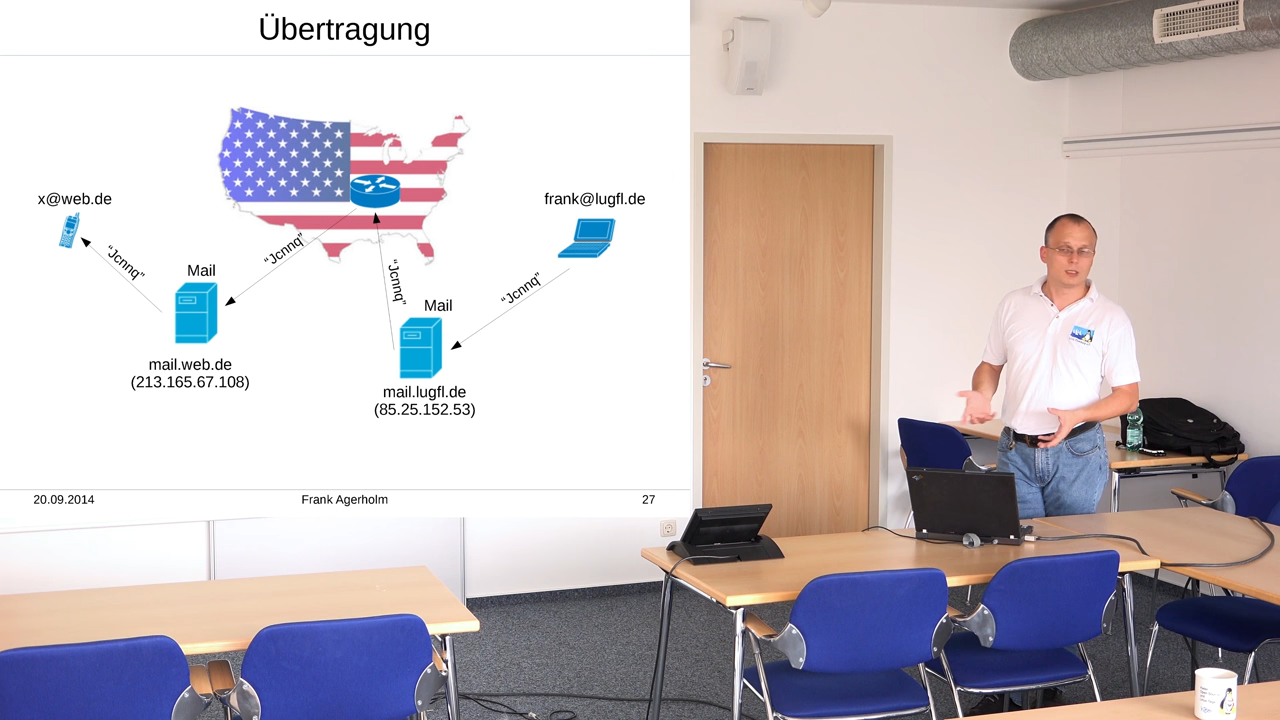 Übertragung
x@web.de
frank@lugfl.de
"Jcnnq"
"Jcnnq"
"Jcnnq"
"Jcnnq"
Mail
Mail
mail.web.de
(213.165.67.108)
mail.lugfl.de
(85.25.152.53)
20.09.2014
Frank Agerholm
27